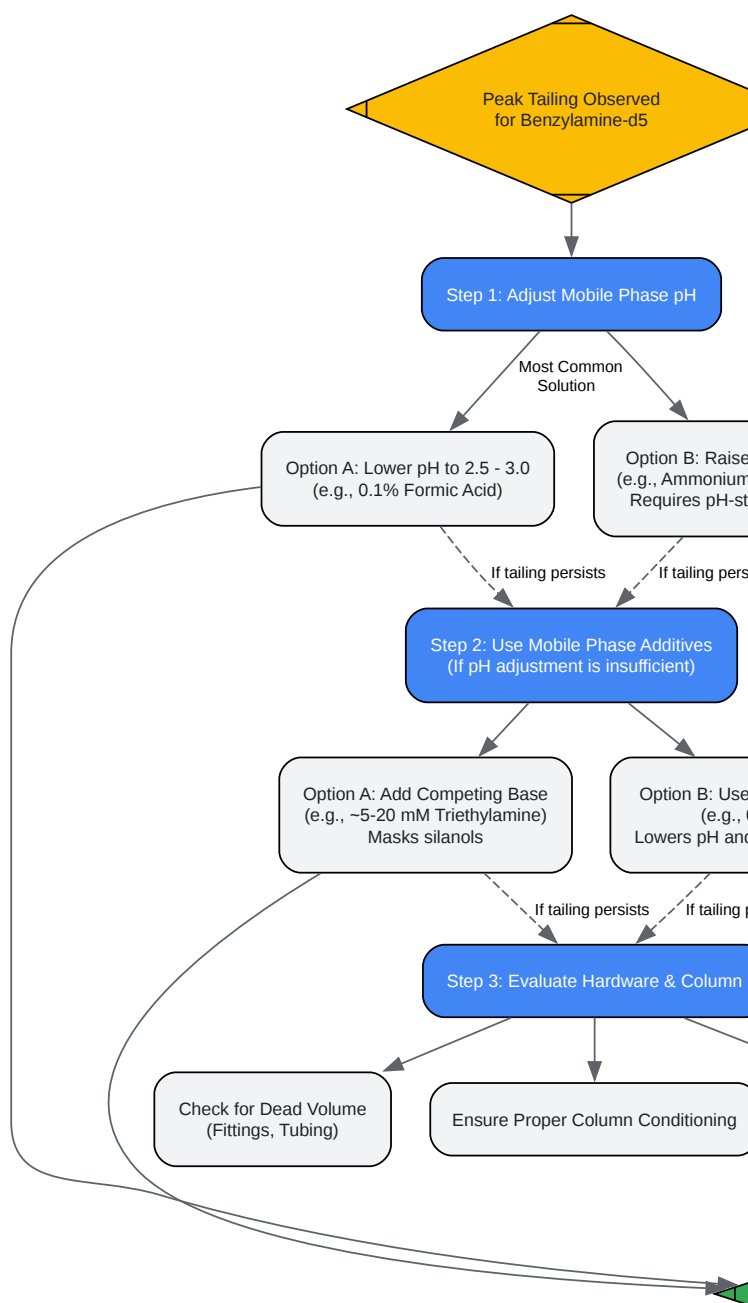 Peak Tailing Observed
for Benzylamine-d5
Step 1: Adjust Mobile Phase pH
Most Common
Solution
Option A: Lower pH to 2.5 - 3.0
(e.g., 0.1% Formic Acid)
Option B: Raise
(e.g., Ammonium
Requires pH-st
If tailing persists
If tailing pers
Step 2: Use Mobile Phase Additives
(If pH adjustment is insufficient)
Option A: Add Competing Base
(e.g., ~5-20 mM Triethylamine)
Masks silanols
Option B: Use
(e.g.,
Lowers pH and
If tailing persists
If tailing
Step 3: Evaluate Hardware & Column
Check for Dead Volume
(Fittings, Tubing)
Ensure Proper Column Conditioning